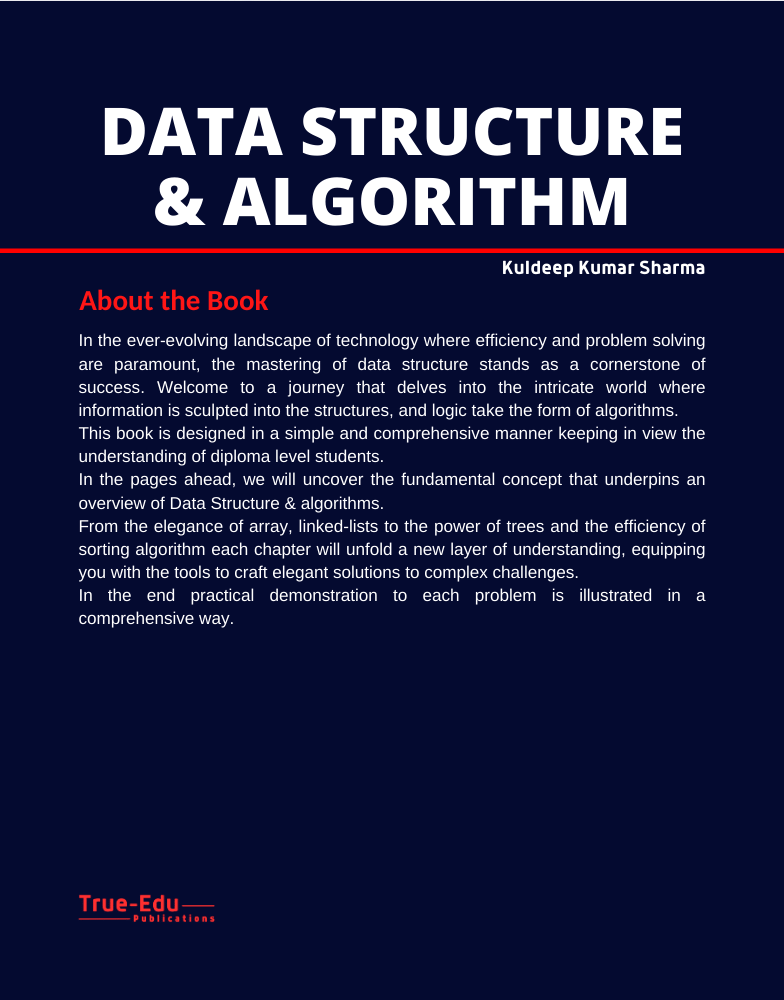 DATA STRUCTURE
& ALGORITHM
Kuldeep Kumar Sharma
About the Book
In the ever-evolving landscape of technology where efficiency and problem solving
are paramount, the mastering of data structure stands as a cornerstone of
success. Welcome to a journey that delves into the intricate world where
information is sculpted into the structures, and logic take the form of algorithms.
This book is designed in a simple and comprehensive manner keeping in view the
understanding of diploma level students.
In the pages ahead, we will uncover the fundamental concept that underpins an
overview of Data Structure & algorithms.
From the elegance of array, linked-lists to the power of trees and the efficiency of
sorting algorithm each chapter will unfold a new layer of understanding, equipping
you with the tools to craft elegant solutions to complex challenges.
In the end practical demonstration to each problem is illustrated in a
comprehensive way.
True-Edu
Publications